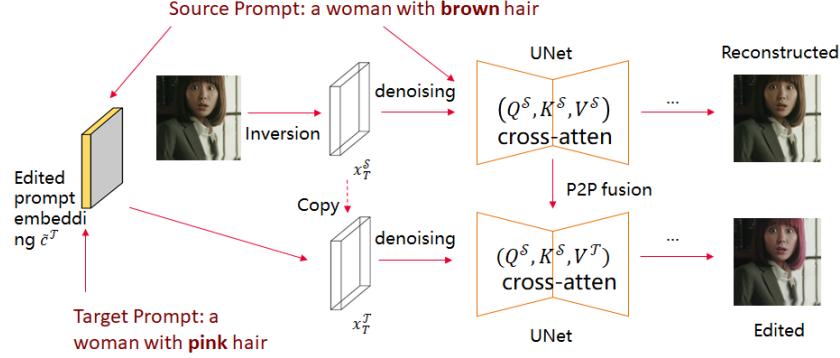 Source Prompt: a woman with brown hair
UNet
Reconstructed
denoising
...
(Q^𝒮, K^𝒮, V^𝒮)
cross-atten
Inversion
x_T^𝒮
Edited
prompt
embeddi
ng c̃^𝒯
Copy
P2P fusion
denoising
...
(Q^𝒮, K^𝒮, V^𝒯)
cross-atten
x_T^𝒯
Target Prompt: a
woman with pink hair
UNet
Edited